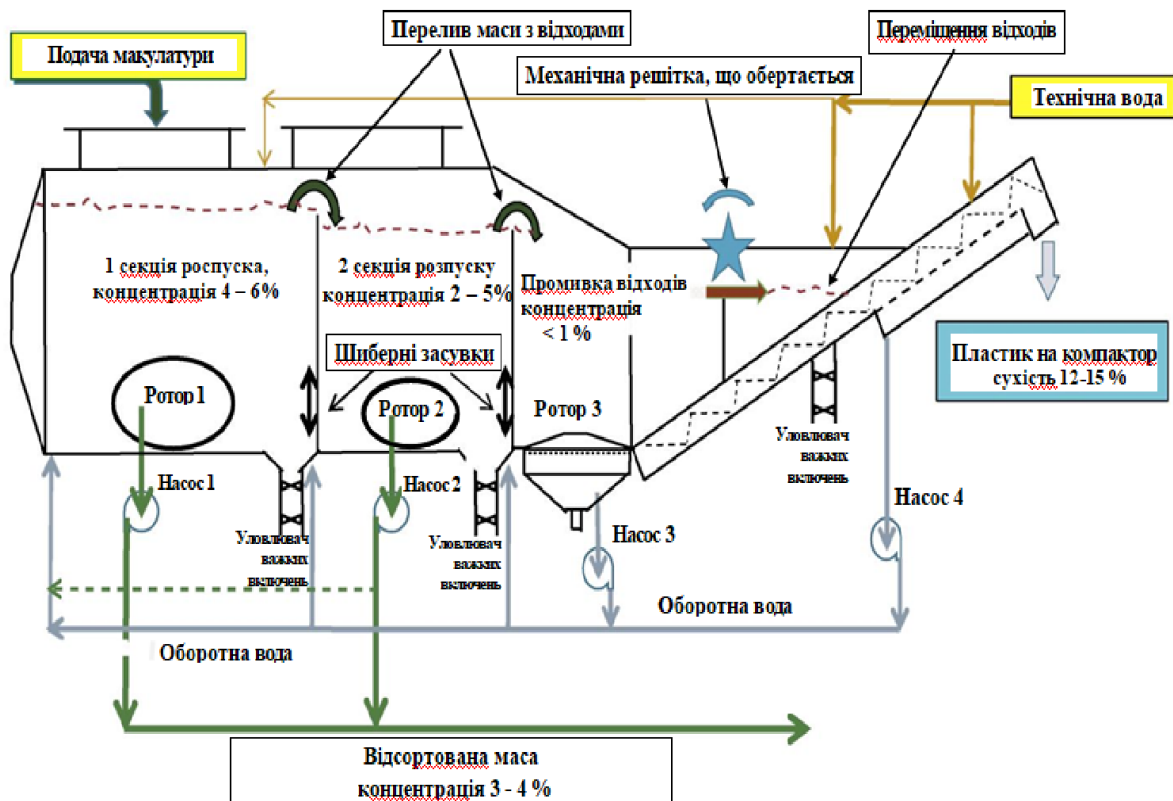 Перелив маси з відходами
Переміщення відходів
Подача макулатури
Механічна решітка, що обертається
Технічна вода
1 секція роспуска,
концентрація 4 – 6%
2 секція розпуску
концентрація 2 – 5%
Промивка відходів
концентрація
< 1 %
Шиберні засувки
Пластик на компактор
сухість 12-15 %
Ротор 1
Ротор 2
Ротор 3
Уловлювач
важких
включень
Насос 1
Насос 2
Насос 4
Насос 3
Уловлювач
важких
включень
Уловлювач
важких
включень
Оборотна вода
Оборотна вода
Відсортована маса
концентрація 3 - 4 %